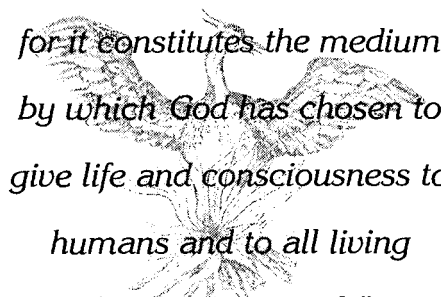 for it constitutes the medium
by which God has chosen to
give life and consciousness to
humans and to all living